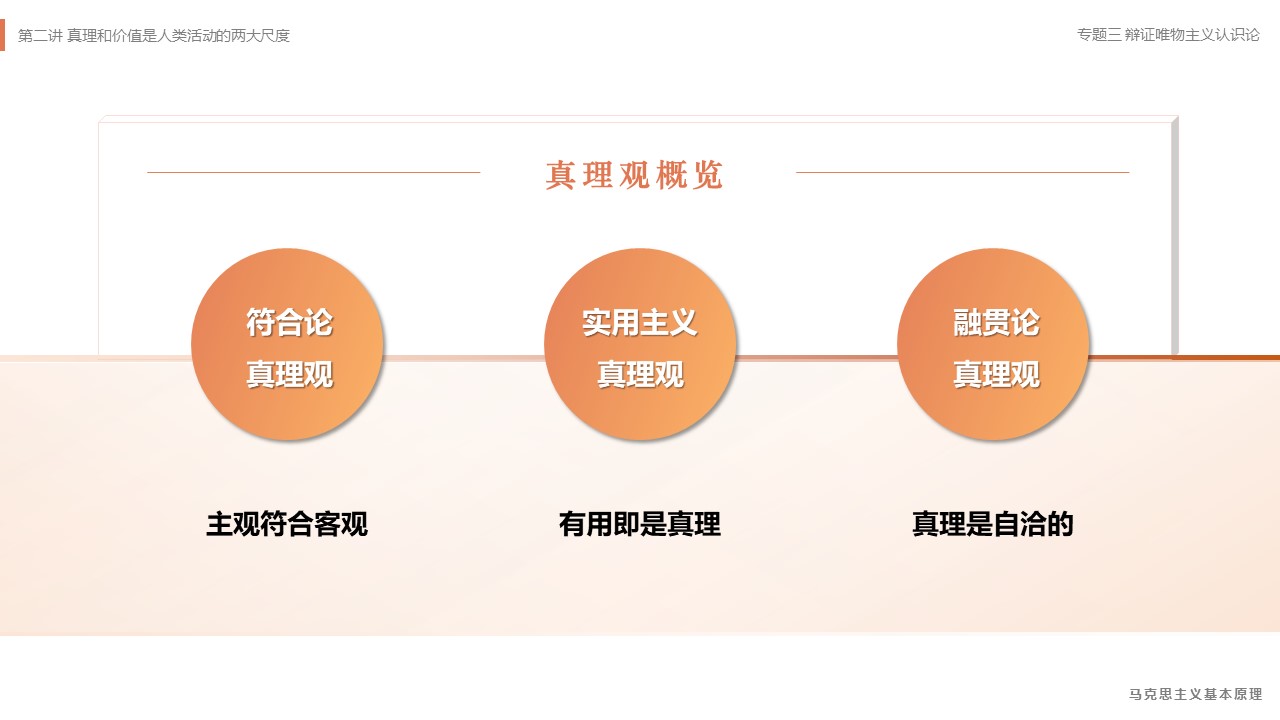 第二讲 真理和价值是人类活动的两大尺度
专题三 辩证唯物主义认识论
真理观概览
符合论
真理观
实用主义
真理观
融贯论
真理观
主观符合客观
有用即是真理
真理是自洽的
马克思主义基本原理